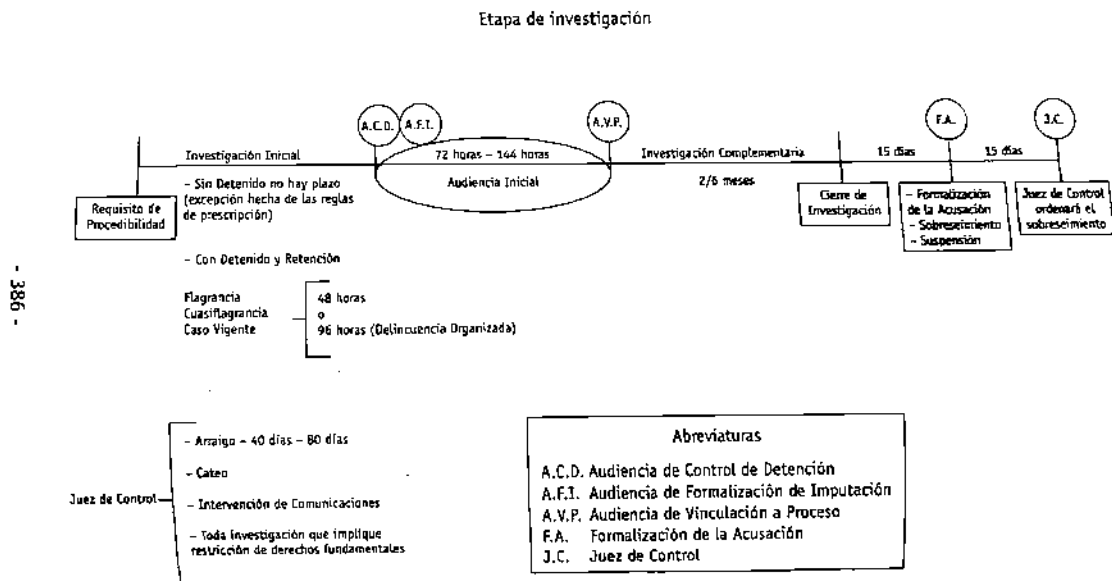 Etapa de investigación
A.C.D.
A.F.I.
A.V.P.
F.A.
J.C.
Investigación Inicial
72 horas – 144 horas
Investigación Complementaria
15 días
15 días
Audiencia Inicial
2/6 meses
– Sin Detenido no hay plazo
(excepción hecha de las reglas
de prescripción)
Requisito de
Procedibilidad
Cierre de
Investigación
– Formalización
de la Acusación
– Sobreseimiento
– Suspensión
Juez de Control
ordenará el
sobreseimiento
– Con Detenido y Retención
Flagrancia
Cuasiflagrancia
Caso Vigente
48 horas
o
96 horas (Delincuencia Organizada)
- 386 -
Juez de Control
– Arraigo – 40 días – 80 días
– Cateo
– Intervención de Comunicaciones
– Toda investigación que implique
restricción de derechos fundamentales
Abreviaturas
A.C.D. Audiencia de Control de Detención
A.F.I. Audiencia de Formalización de Imputación
A.V.P. Audiencia de Vinculación a Proceso
F.A. Formalización de la Acusación
J.C. Juez de Control